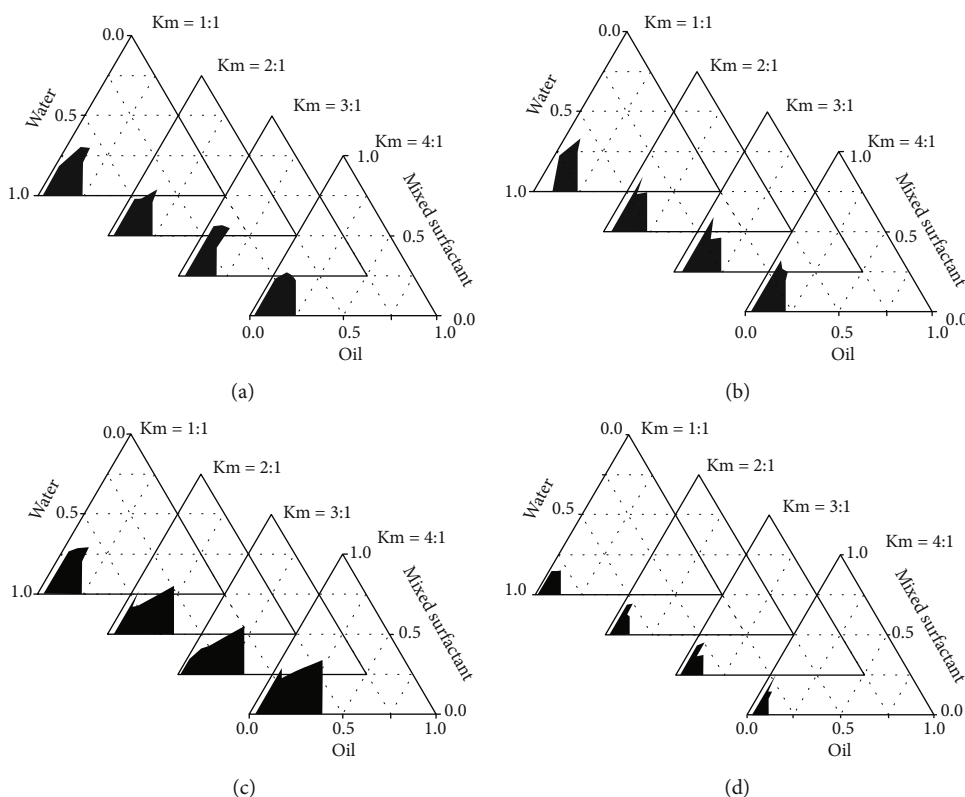 Km = 1:1
0.0
Km = 2:1
Km = 3:1
Water
0.5
Km = 4:1
1.0
1.0
Mixed surfactant
0.5
0.0
0.0
0.5
1.0
Oil
(a)
Km = 1:1
0.0
Km = 2:1
Km = 3:1
Water
0.5
Km = 4:1
1.0
1.0
Mixed surfactant
0.5
0.0
0.0
0.5
1.0
Oil
(b)
Km = 1:1
0.0
Km = 2:1
Km = 3:1
Water
0.5
Km = 4:1
1.0
1.0
Mixed surfactant
0.5
0.0
0.0
0.5
1.0
Oil
(c)
Km = 1:1
0.0
Km = 2:1
Km = 3:1
Water
0.5
Km = 4:1
1.0
1.0
Mixed surfactant
0.5
0.0
0.0
0.5
1.0
Oil
(d)